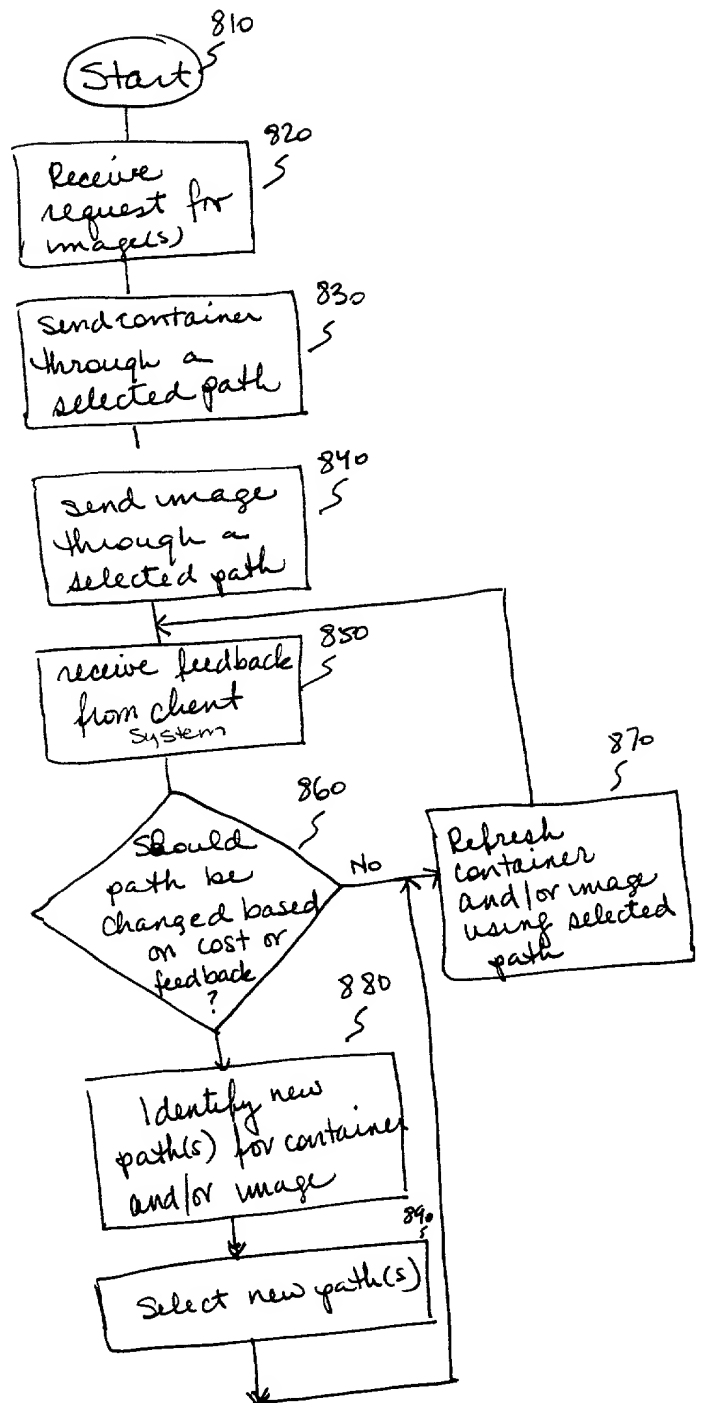 810
Start
820
Receive
request for
image(s)
830
send container
through a
selected path
840
send image
through a
selected path
850
receive feedback
from client
system
860
Should
path be
changed based
on cost or
feedback
?
No
870
Refresh
container
and/or image
using selected
path
880
Identify new
path(s) for container
and/or image
890
Select new path(s)